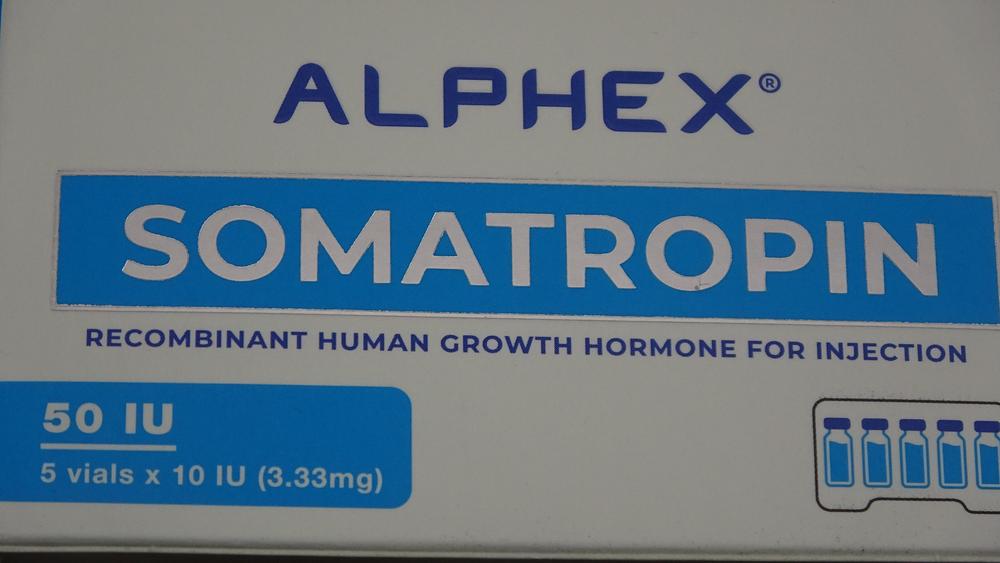 ALPHEX®
SOMATROPIN
RECOMBINANT HUMAN GROWTH HORMONE FOR INJECTION
50 IU
5 vials x 10 IU (3.33mg)